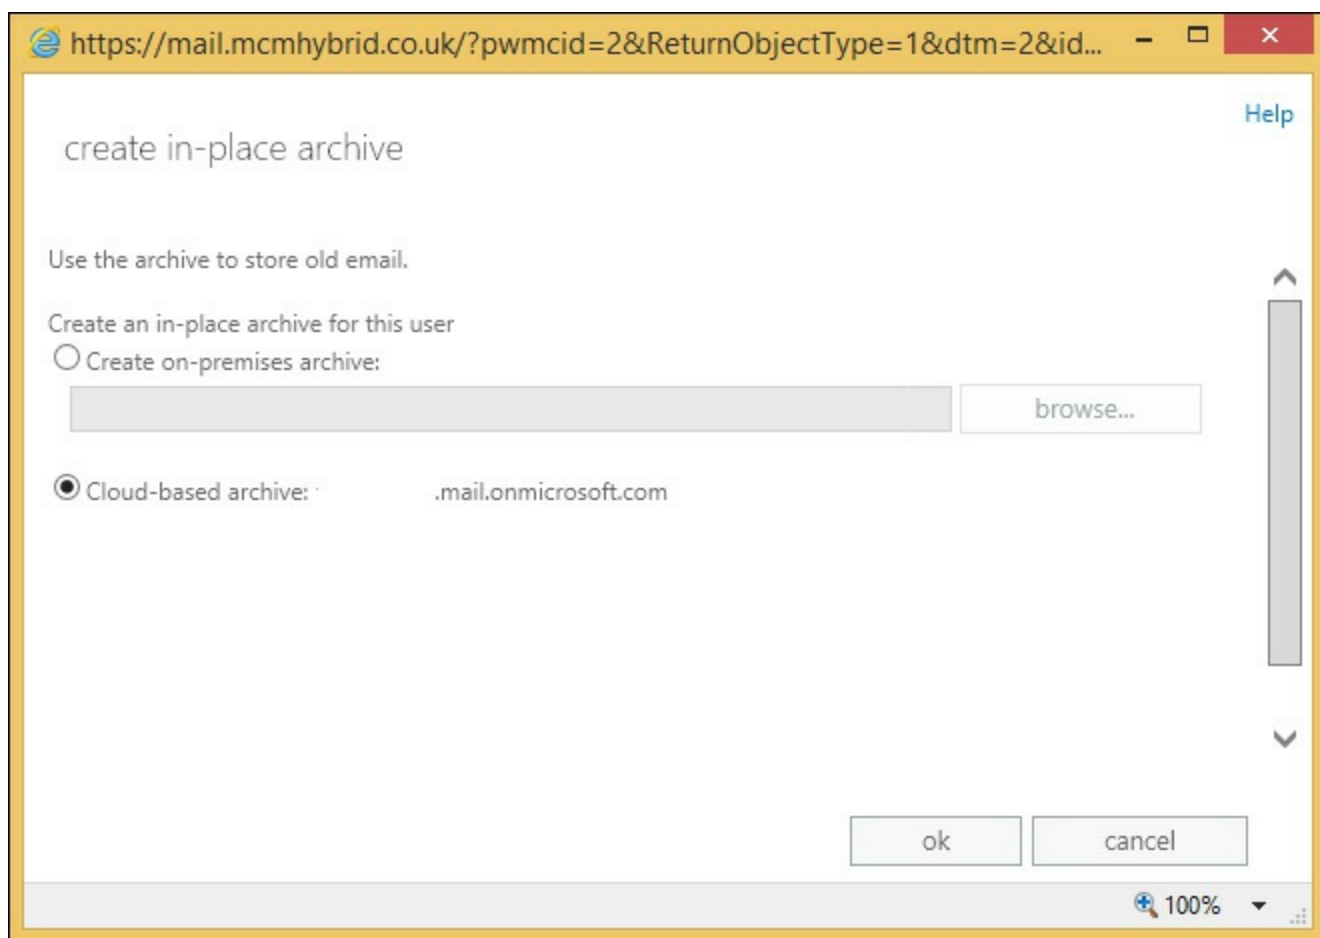 https://mail.mcmhybrid.co.uk/?pwmcid=2&ReturnObjectType=1&dtm=2&id...
Help
create in-place archive
Use the archive to store old email.
Create an in-place archive for this user
Create on-premises archive:
browse...
Cloud-based archive: .mail.onmicrosoft.com
ok cancel
100%